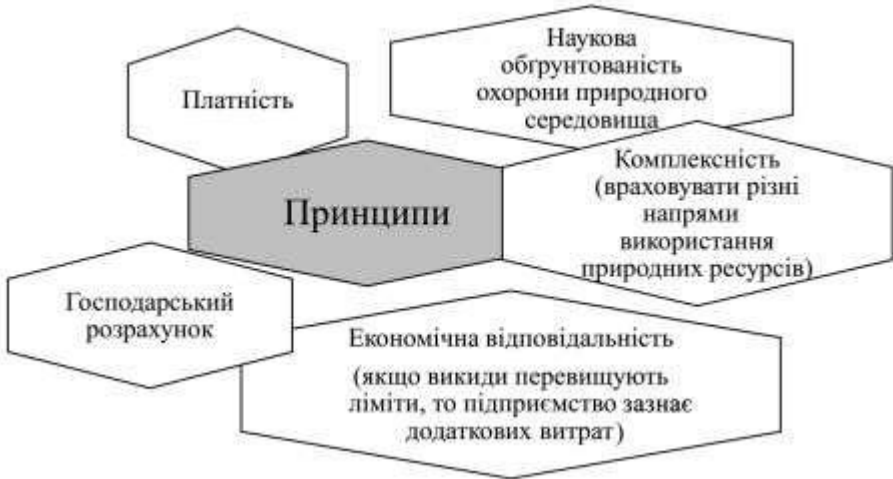 Платність
Наукова
обґрунтованість
охорони природного
середовища
Принципи
Комплексність
(враховувати різні
напрями
використання
природних ресурсів)
Господарський
розрахунок
Економічна відповідальність
(якщо викиди перевищують
ліміти, то підприємство зазнає
додаткових витрат)